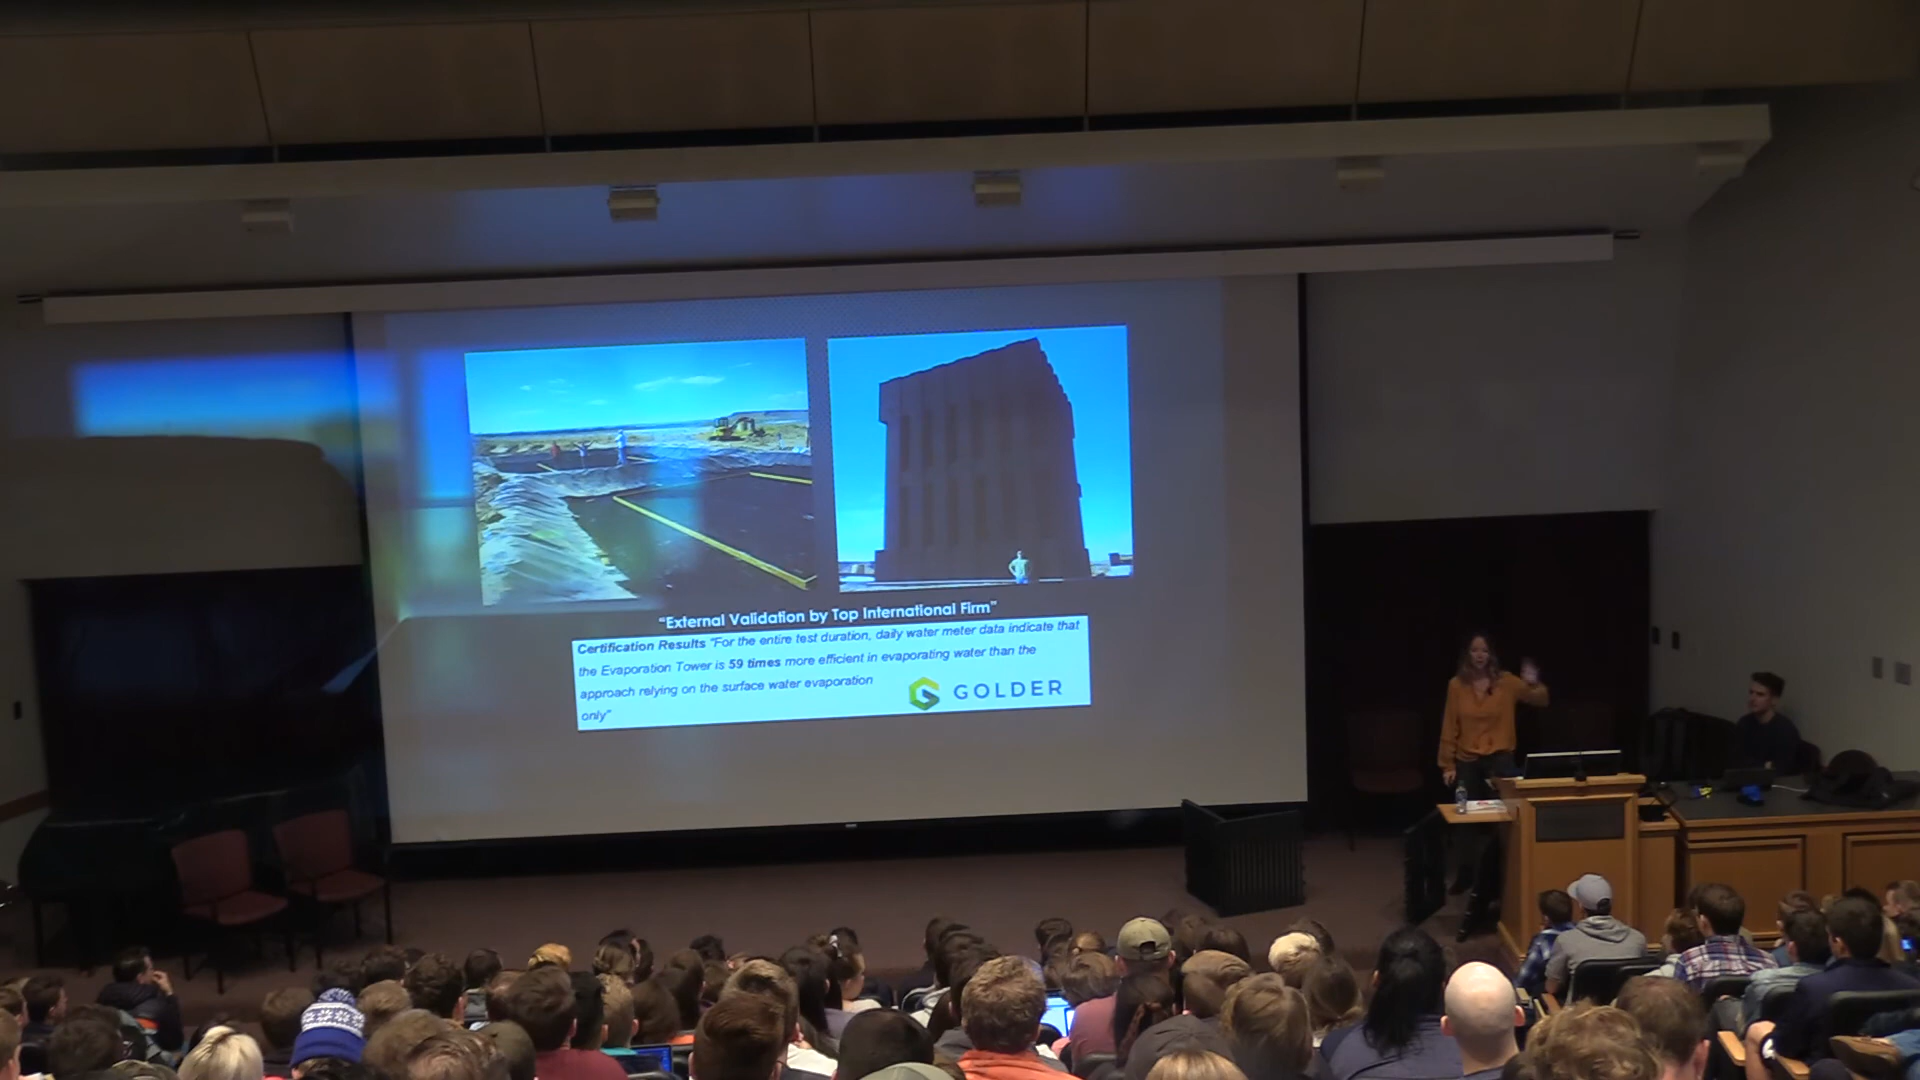 “External Validation by Top International Firm”
Certification Results “For the entire test duration, daily water meter data indicate that
the Evaporation Tower is 59 times more efficient in evaporating water than the
approach relying on the surface water evaporation
only”
GOLDER